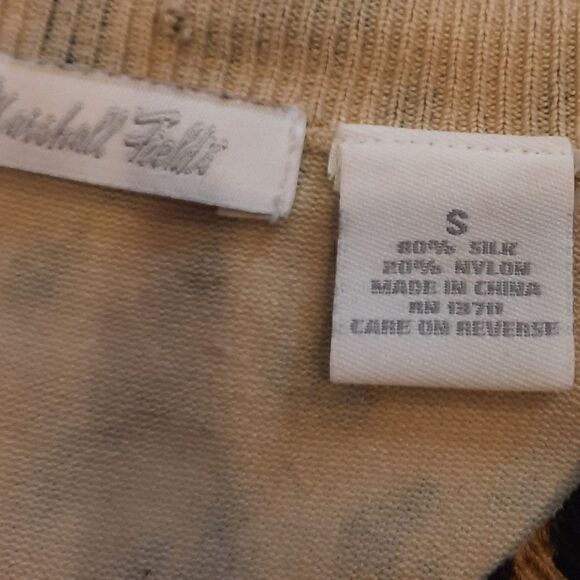 Marshall Field's
S
80% SILK
20% NYLON
MADE IN CHINA
RN 13711
CARE ON REVERSE